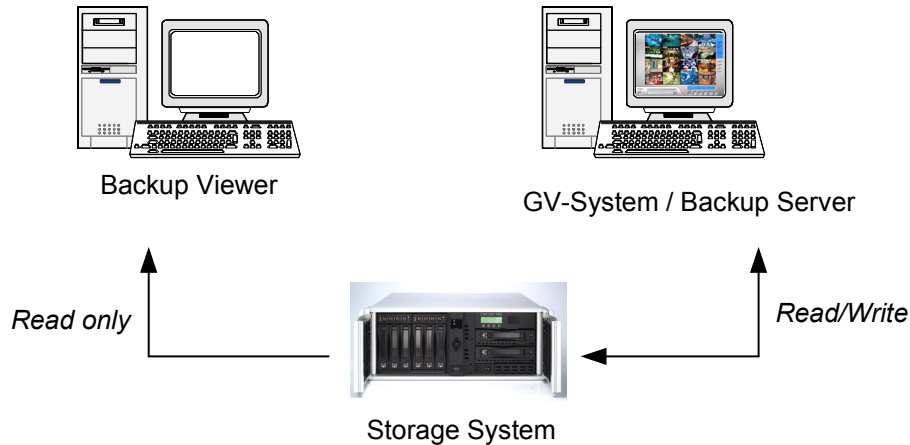 Backup Viewer
GV-System / Backup Server
Read only
Read/Write
Storage System